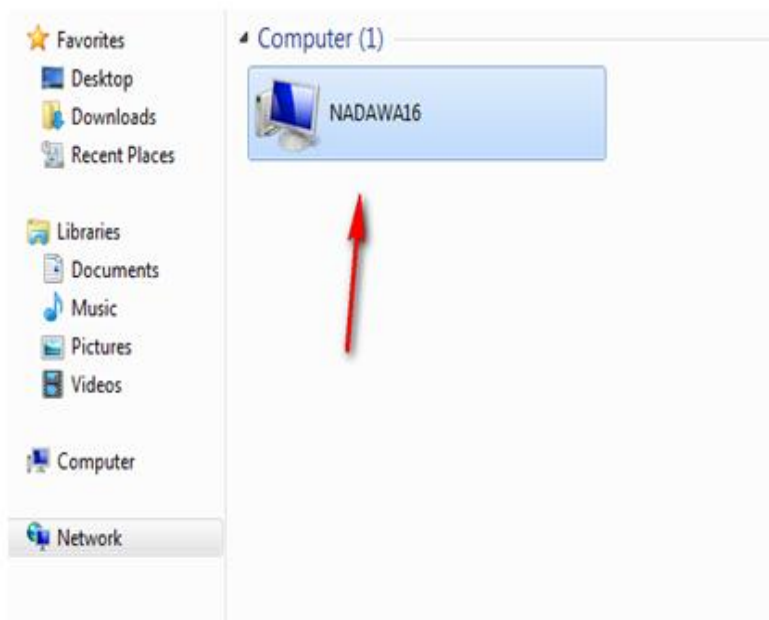 Favorites
Desktop
Downloads
Recent Places
Libraries
Documents
Music
Pictures
Videos
Computer
Network
Computer (1)
NADAWA16